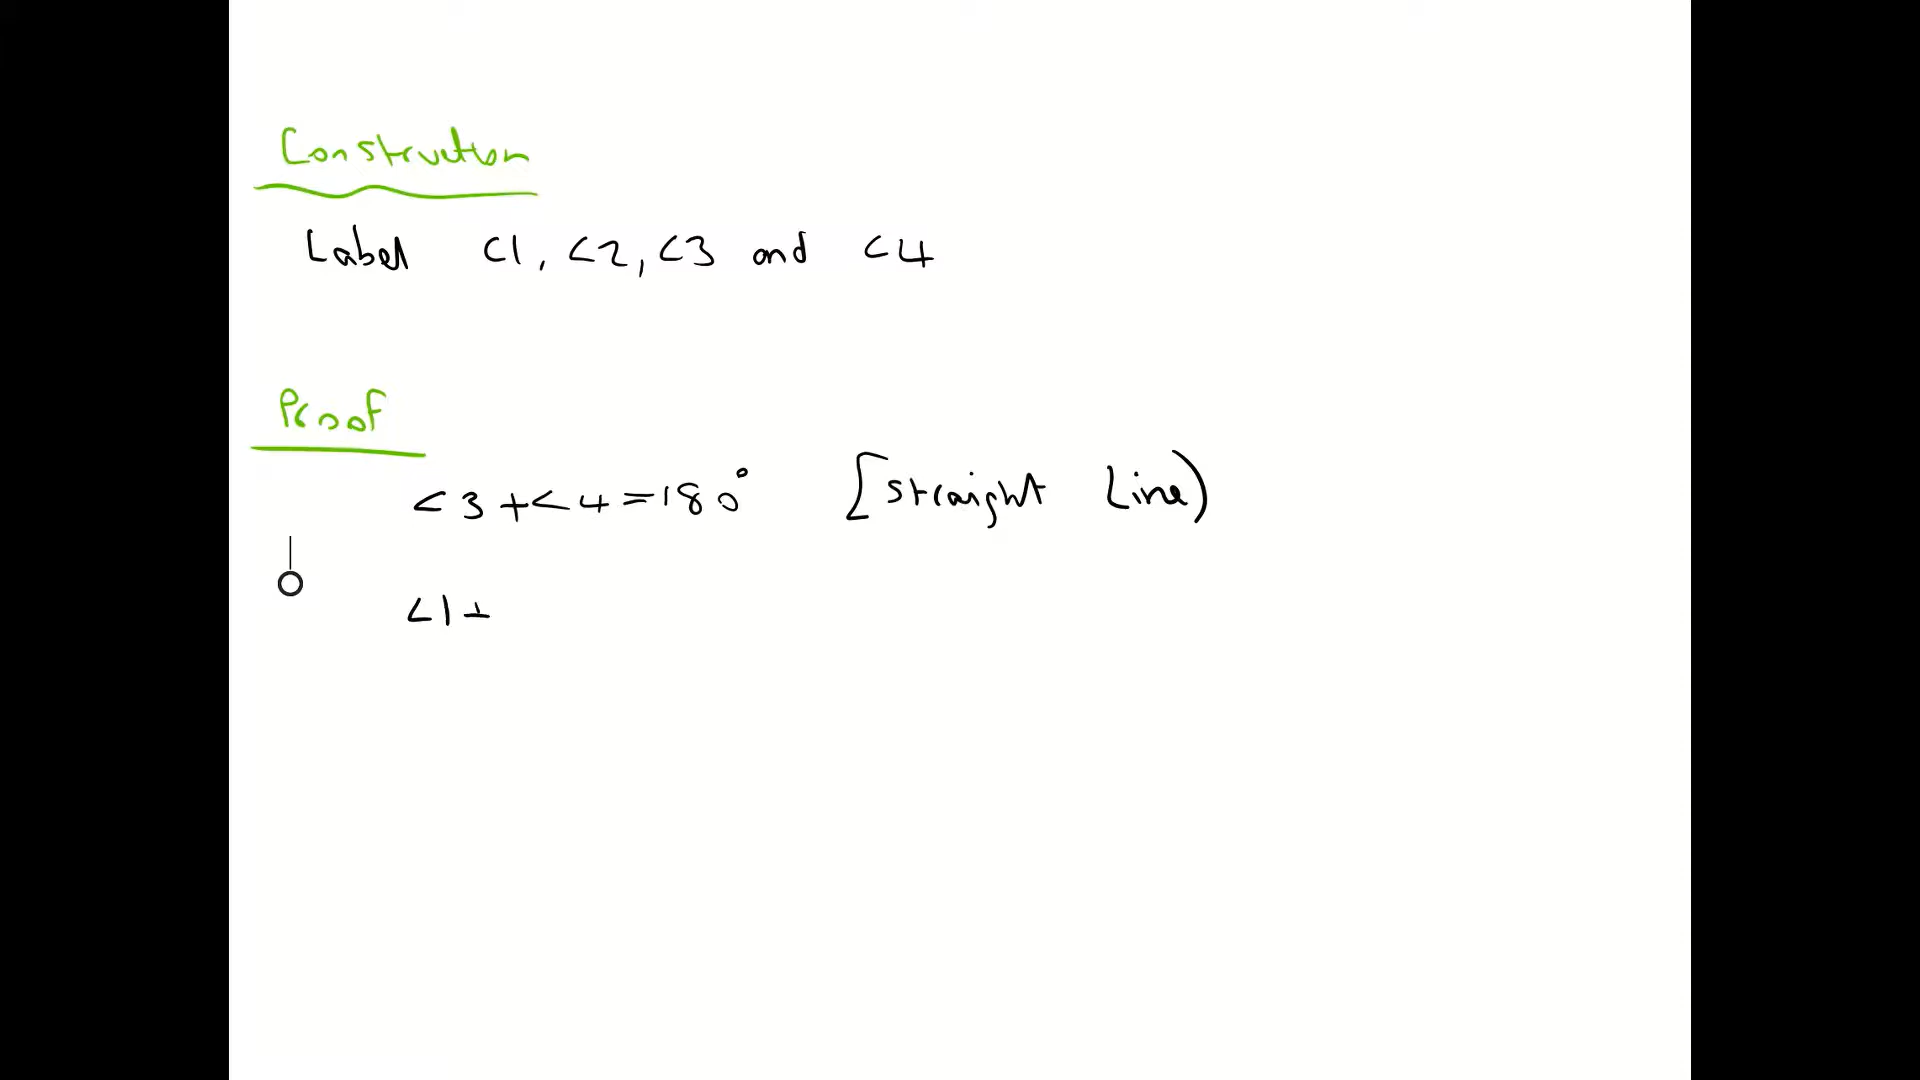 Construction
Label <1, <2, <3 and <4
Proof
<3+<4=180° [straight Line)
<1+